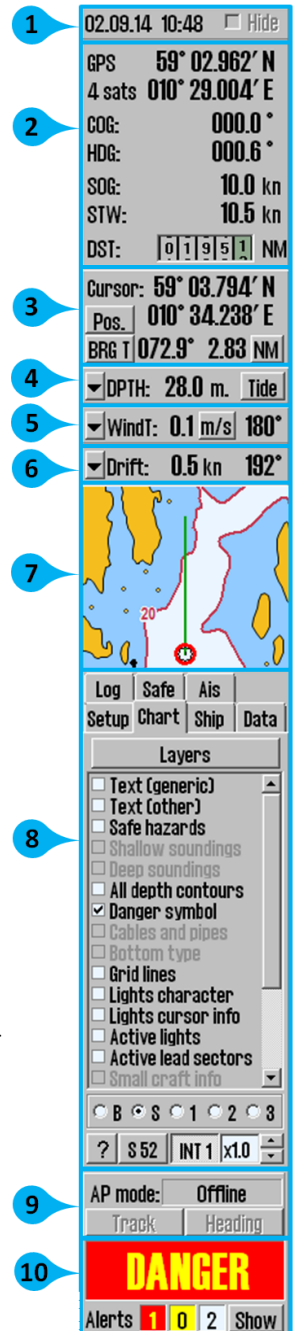 1
02.09.14 10:48 Hide
2
GPS 59° 02.962' N
4 sats 010° 29.004' E
COG: 000.0 °
HDG: 000.6 °
SOG: 10.0 kn
STW: 10.5 kn
DST: 0 1 9 5 1 NM
3
Cursor: 59° 03.794' N
Pos. 010° 34.238' E
BRG T 072.9° 2.83 NM
4
DPTH: 28.0 m. Tide
5
WindT: 0.1 m/s 180°
6
Drift: 0.5 kn 192°
7
20
8
Log Safe Ais
Setup Chart Ship Data
Layers
Text (generic)
Text (other)
Safe hazards
Shallow soundings
Deep soundings
All depth contours
Danger symbol
Cables and pipes
Bottom type
Grid lines
Lights character
Lights cursor info
Active lights
Active lead sectors
Small craft info
B S 1 2 3
? S 52 INT 1 x1.0
9
AP mode: Offline
Track Heading
10
DANGER
Alerts 1 0 2 Show